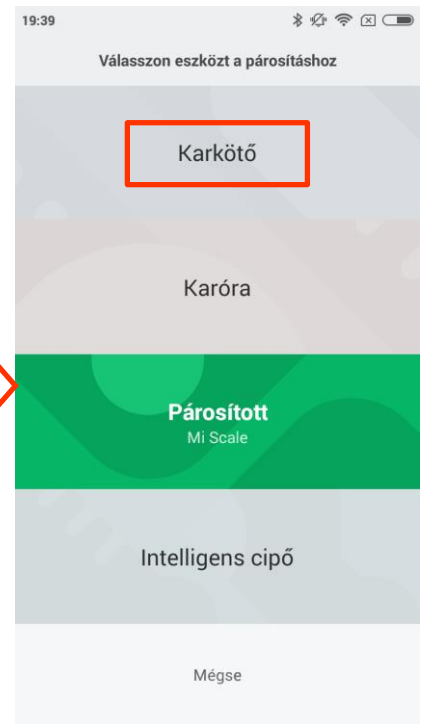 19:39
Válasszon eszközt a párosításhoz
Karkötő
Karóra
Párosított
Mi Scale
Intelligens cipő
Mégse